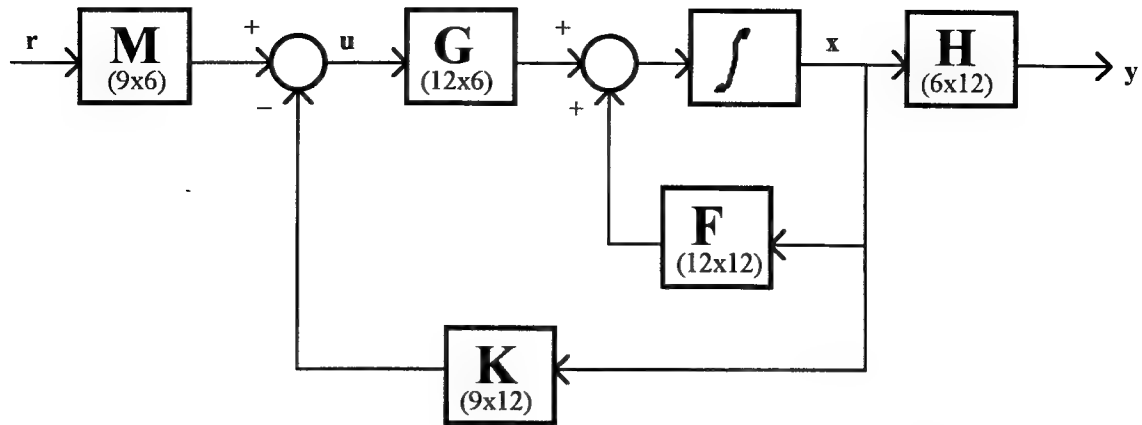 r
M
(9x6)
+
−
u
G
(12x6)
+
+
∫
x
H
(6x12)
y
F
(12x12)
K
(9x12)